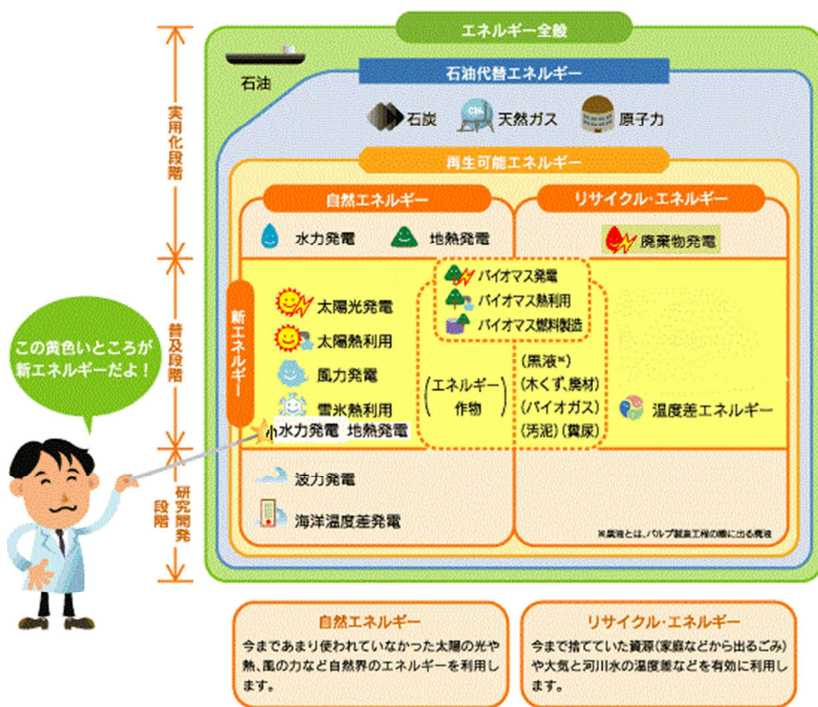 エネルギー全般
石油
石油代替エネルギー
石炭
CH₄
天然ガス
原子力
再生可能エネルギー
自然エネルギー
リサイクル・エネルギー
水力発電
地熱発電
廃棄物発電
実用化段階
普及段階
研究開発段階
新エネルギー
太陽光発電
太陽熱利用
風力発電
雪氷熱利用
小水力発電 地熱発電
バイオマス発電
バイオマス熱利用
バイオマス燃料製造
(エネルギー
作物)
(黒液※)
(木くず、廃材)
(バイオガス)
(汚泥)(糞尿)
温度差エネルギー
波力発電
海洋温度差発電
※黒液とは、パルプ製造工程の際に出る廃液
この黄色いところが
新エネルギーだよ！
自然エネルギー
今まであまり使われていなかった太陽の光や
熱、風の力など自然界のエネルギーを利用し
ます。
リサイクル・エネルギー
今まで捨てていた資源(家庭などから出るごみ)
や大気と河川水の温度差などを有効に利用し
ます。